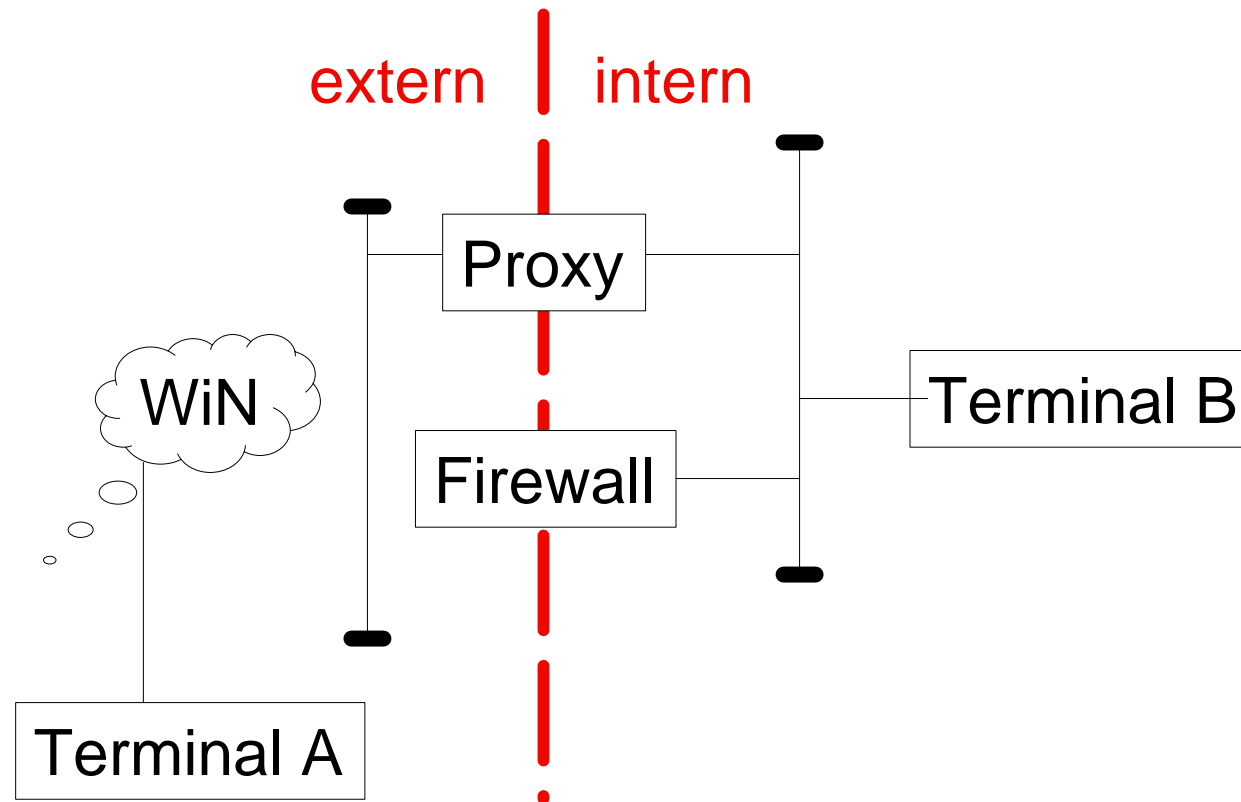 extern intern
Proxy
WiN
Terminal B
Firewall
Terminal A